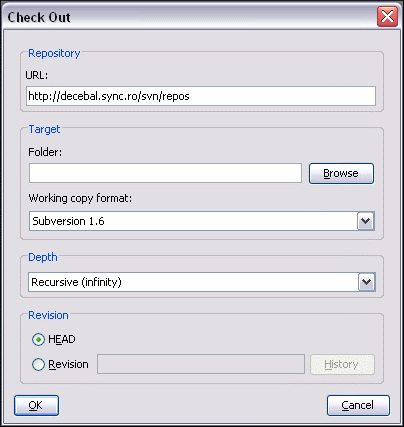 Check Out
Repository
URL:
http://decebal.sync.ro/svn/repos
Target
Folder:
Browse
Working copy format:
Subversion 1.6
Depth
Recursive (infinity)
Revision
HEAD
Revision History
OK Cancel